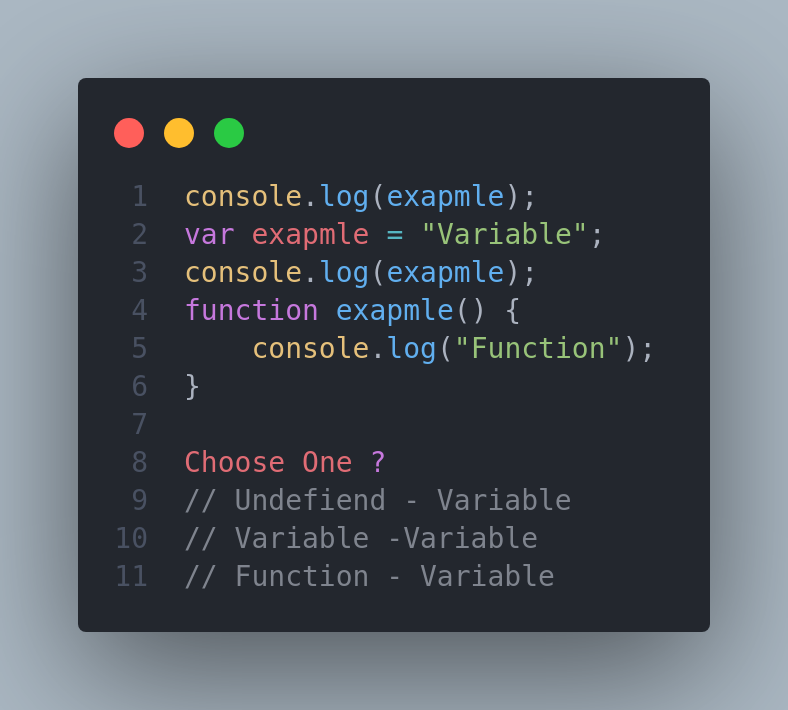 1 console.log(exapmle);
2 var exapmle = "Variable";
3 console.log(exapmle);
4 function exapmle() {
5     console.log("Function");
6 }
7
8 Choose One ?
9 // Undefiend - Variable
10 // Variable -Variable
11 // Function - Variable